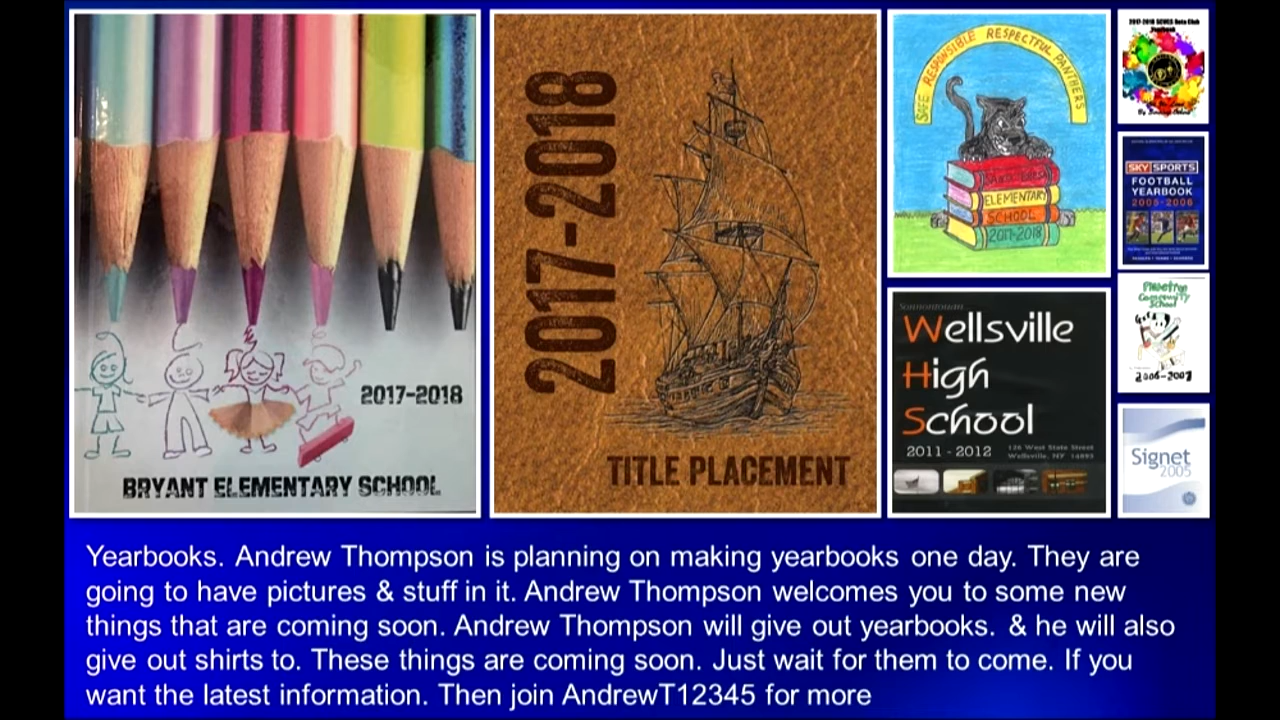 2017-2018
BRYANT ELEMENTARY SCHOOL
2017-2018
TITLE PLACEMENT
SAFE RESPONSIBLE RESPECTFUL PANTHERS
ELEMENTARY
SCHOOL
2017-2018
Wellsville
High
School
2011 - 2012
126 West State Street
Wellsville, NY 14895
2017-2018
Yearbook
SKY SPORTS
FOOTBALL
YEARBOOK
2005-2006
Community
School
2006-2007
Signet
2005
Yearbooks. Andrew Thompson is planning on making yearbooks one day. They are
going to have pictures & stuff in it. Andrew Thompson welcomes you to some new
things that are coming soon. Andrew Thompson will give out yearbooks. & he will also
give out shirts to. These things are coming soon. Just wait for them to come. If you
want the latest information. Then join AndrewT12345 for more